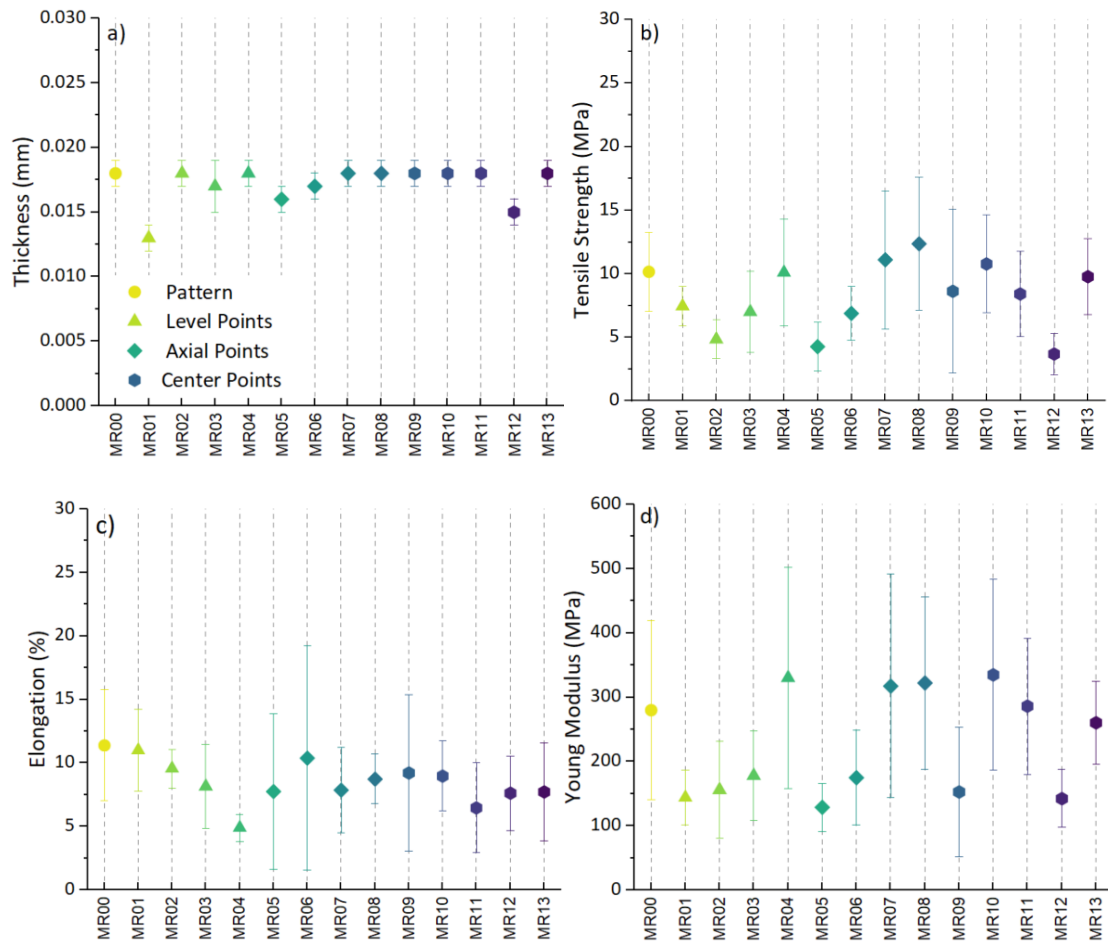 a)
Thickness (mm)
0.030
0.025
0.020
0.015
0.010
0.005
0.000
Pattern
Level Points
Axial Points
Center Points
MR00 MR01 MR02 MR03 MR04 MR05 MR06 MR07 MR08 MR09 MR10 MR11 MR12 MR13
b)
Tensile Strength (MPa)
30
25
20
15
10
5
0
MR00 MR01 MR02 MR03 MR04 MR05 MR06 MR07 MR08 MR09 MR10 MR11 MR12 MR13
c)
Elongation (%)
30
25
20
15
10
5
0
MR00 MR01 MR02 MR03 MR04 MR05 MR06 MR07 MR08 MR09 MR10 MR11 MR12 MR13
d)
Young Modulus (MPa)
600
500
400
300
200
100
0
MR00 MR01 MR02 MR03 MR04 MR05 MR06 MR07 MR08 MR09 MR10 MR11 MR12 MR13